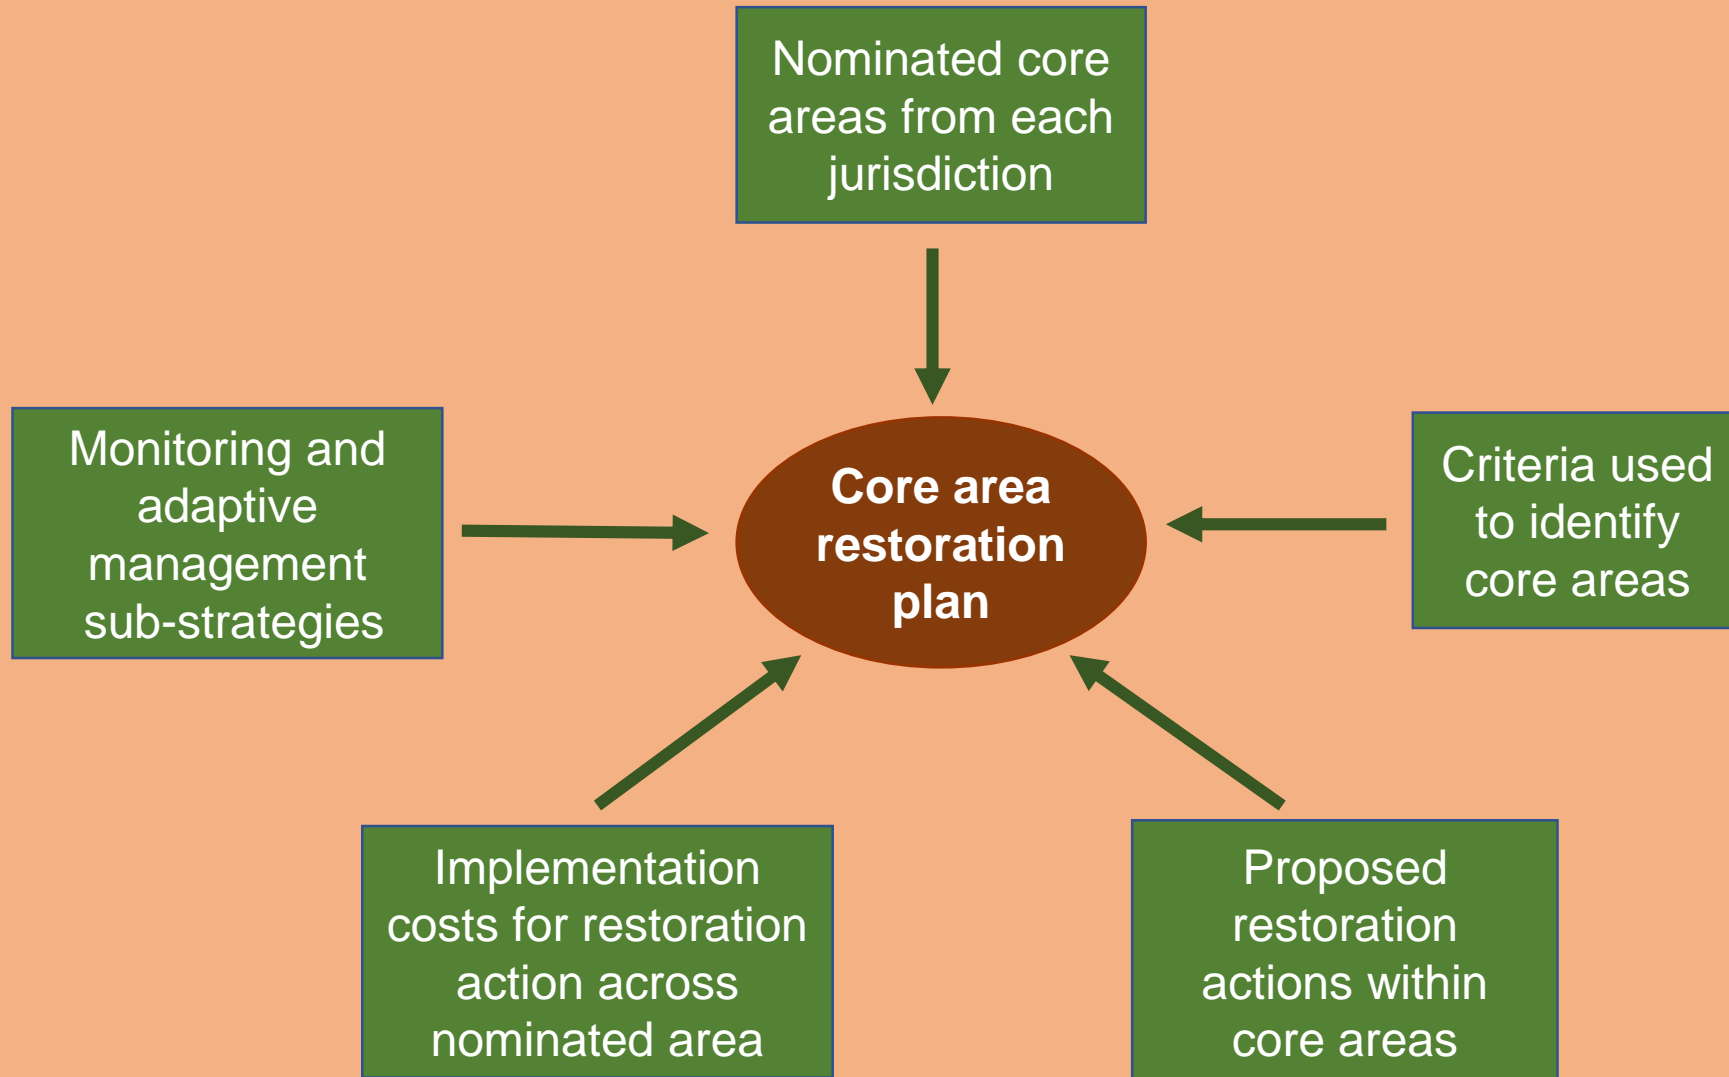 Nominated core
areas from each
jurisdiction
Monitoring and
adaptive
management
sub-strategies
Core area
restoration
plan
Criteria used
to identify
core areas
Implementation
costs for restoration
action across
nominated area
Proposed
restoration
actions within
core areas